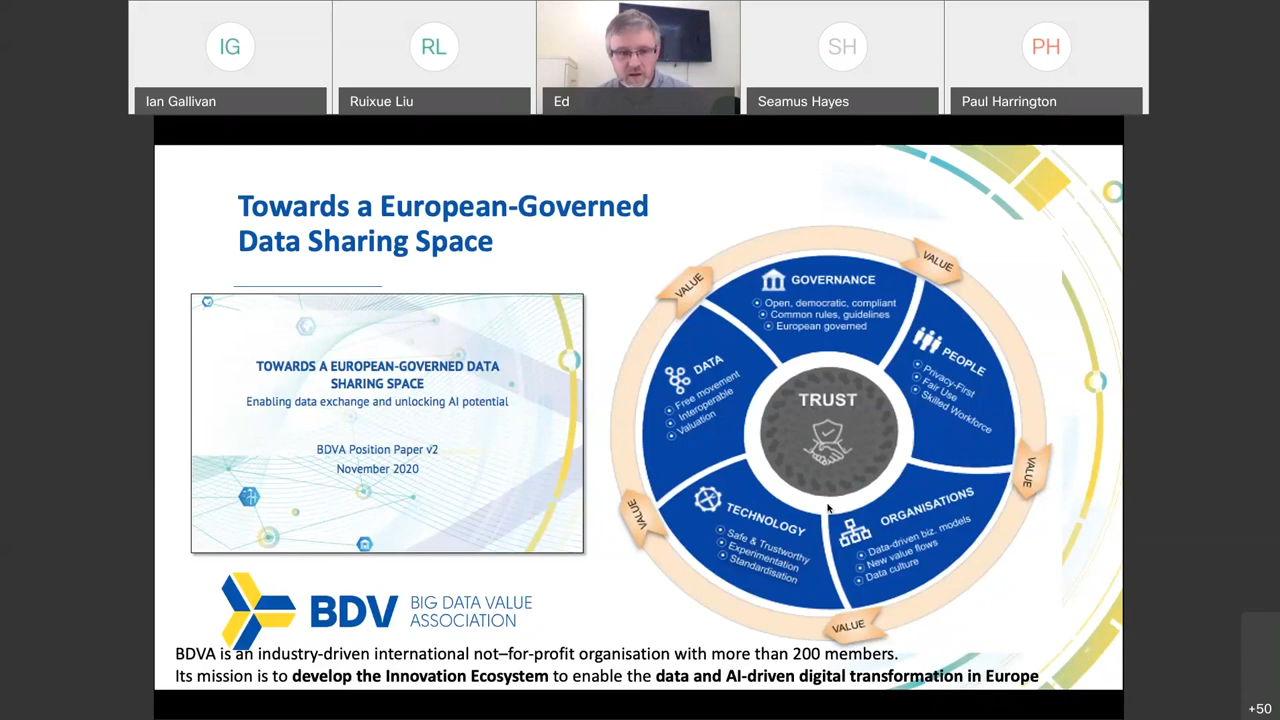 IG
RL
SH
PH
Ian Gallivan
Ruixue Liu
Ed
Seamus Hayes
Paul Harrington
Towards a European-Governed
Data Sharing Space
TOWARDS A EUROPEAN-GOVERNED DATA
SHARING SPACE
Enabling data exchange and unlocking AI potential
BDVA Position Paper v2
November 2020
VALUE
VALUE
VALUE
VALUE
VALUE
GOVERNANCE
Open, democratic, compliant
Common rules, guidelines
European governed
PEOPLE
Privacy-First
Fair Use
Skilled Workforce
DATA
Free movement
Interoperable
Valuation
TRUST
TECHNOLOGY
Safe & Trustworthy
Experimentation
Standardisation
ORGANISATIONS
Data-driven biz. models
New value flows
Data culture
BDV BIG DATA VALUE
ASSOCIATION
BDVA is an industry-driven international not–for-profit organisation with more than 200 members.
Its mission is to develop the Innovation Ecosystem to enable the data and AI-driven digital transformation in Europe
+50